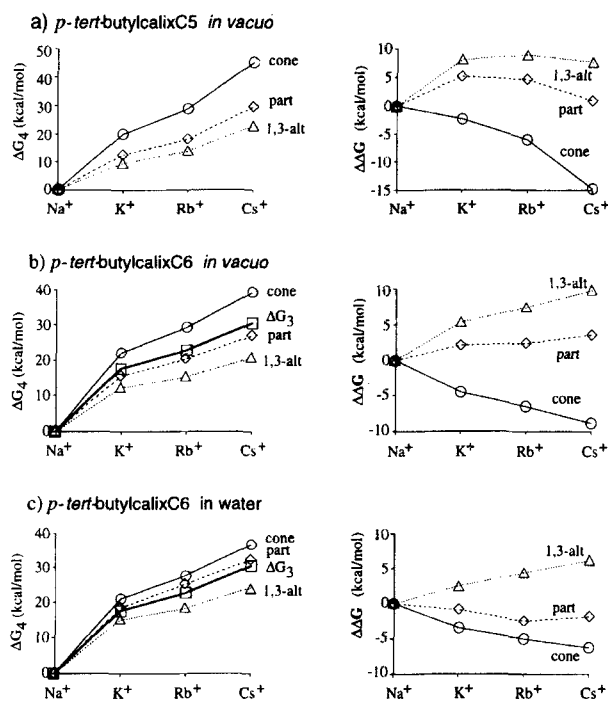 a) p-tert-butylcalixC5 in vacuo
50
40
30
20
10
0
ΔG4 (kcal/mol)
cone
part
1,3-alt
Na+ K+ Rb+ Cs+
10
5
0
-5
-10
-15
ΔΔG (kcal/mol)
1,3-alt
part
cone
Na+ K+ Rb+ Cs+
b) p-tert-butylcalixC6 in vacuo
40
30
20
10
0
ΔG4 (kcal/mol)
cone
ΔG3
part
1,3-alt
Na+ K+ Rb+ Cs+
10
5
0
-5
-10
ΔΔG (kcal/mol)
1,3-alt
part
cone
Na+ K+ Rb+ Cs+
c) p-tert-butylcalixC6 in water
40
30
20
10
0
ΔG4 (kcal/mol)
cone
part
ΔG3
1,3-alt
Na+ K+ Rb+ Cs+
10
5
0
-5
-10
ΔΔG (kcal/mol)
1,3-alt
part
cone
Na+ K+ Rb+ Cs+